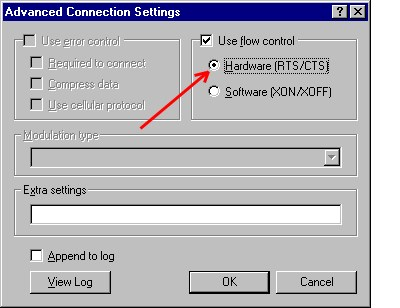 Advanced Connection Settings
Use error control
Required to connect
Compress data
Use cellular protocol
Use flow control
Hardware (RTS/CTS)
Software (XON/XOFF)
Modulation type
Extra settings
Append to log
View Log
OK
Cancel